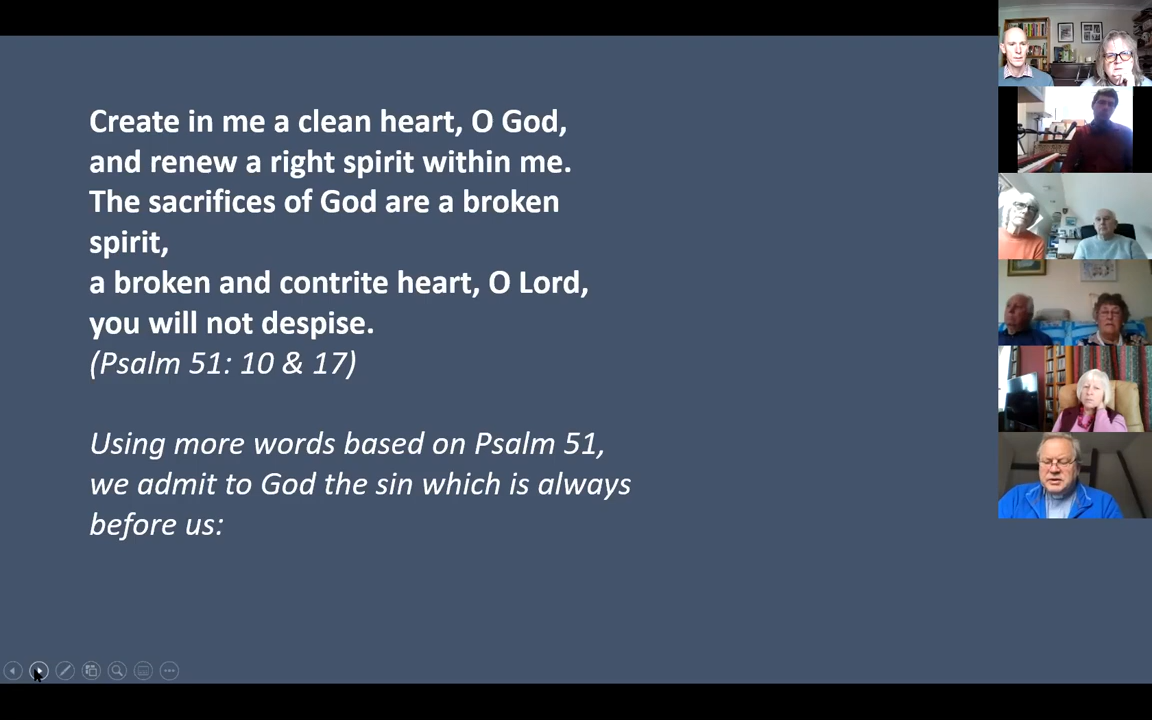 Create in me a clean heart, O God,
and renew a right spirit within me.
The sacrifices of God are a broken
spirit,
a broken and contrite heart, O Lord,
you will not despise.
(Psalm 51: 10 & 17)
Using more words based on Psalm 51,
we admit to God the sin which is always
before us: